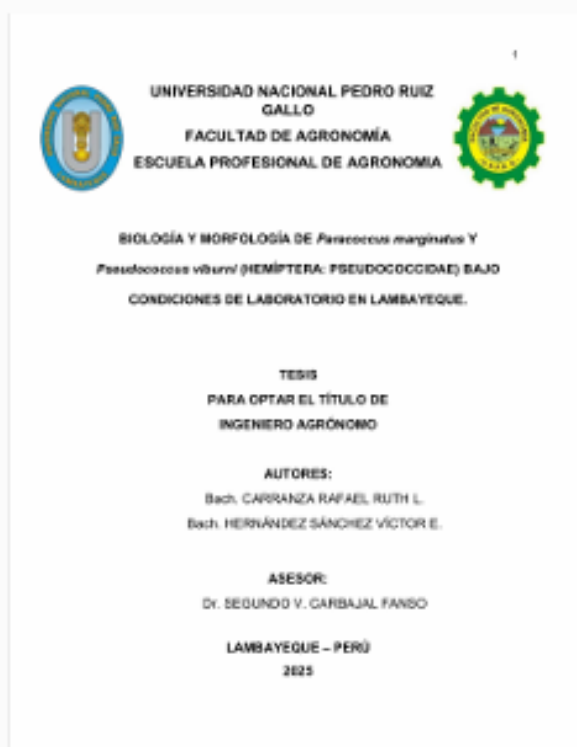 1
UNIVERSIDAD NACIONAL PEDRO RUIZ
GALLO
FACULTAD DE AGRONOMÍA
ESCUELA PROFESIONAL DE AGRONOMIA
BIOLOGÍA Y MORFOLOGÍA DE Paracoccus marginatus Y
Pseudococcus viburni (HEMÍPTERA: PSEUDOCOCCIDAE) BAJO
CONDICIONES DE LABORATORIO EN LAMBAYEQUE.
TESIS
PARA OPTAR EL TÍTULO DE
INGENIERO AGRÓNOMO
AUTORES:
Bach. CARRANZA RAFAEL RUTH L.
Bach. HERNÁNDEZ SÁNCHEZ VÍCTOR E.
ASESOR:
Dr. SEGUNDO V. CARBAJAL FANSO
LAMBAYEQUE – PERÚ
2025